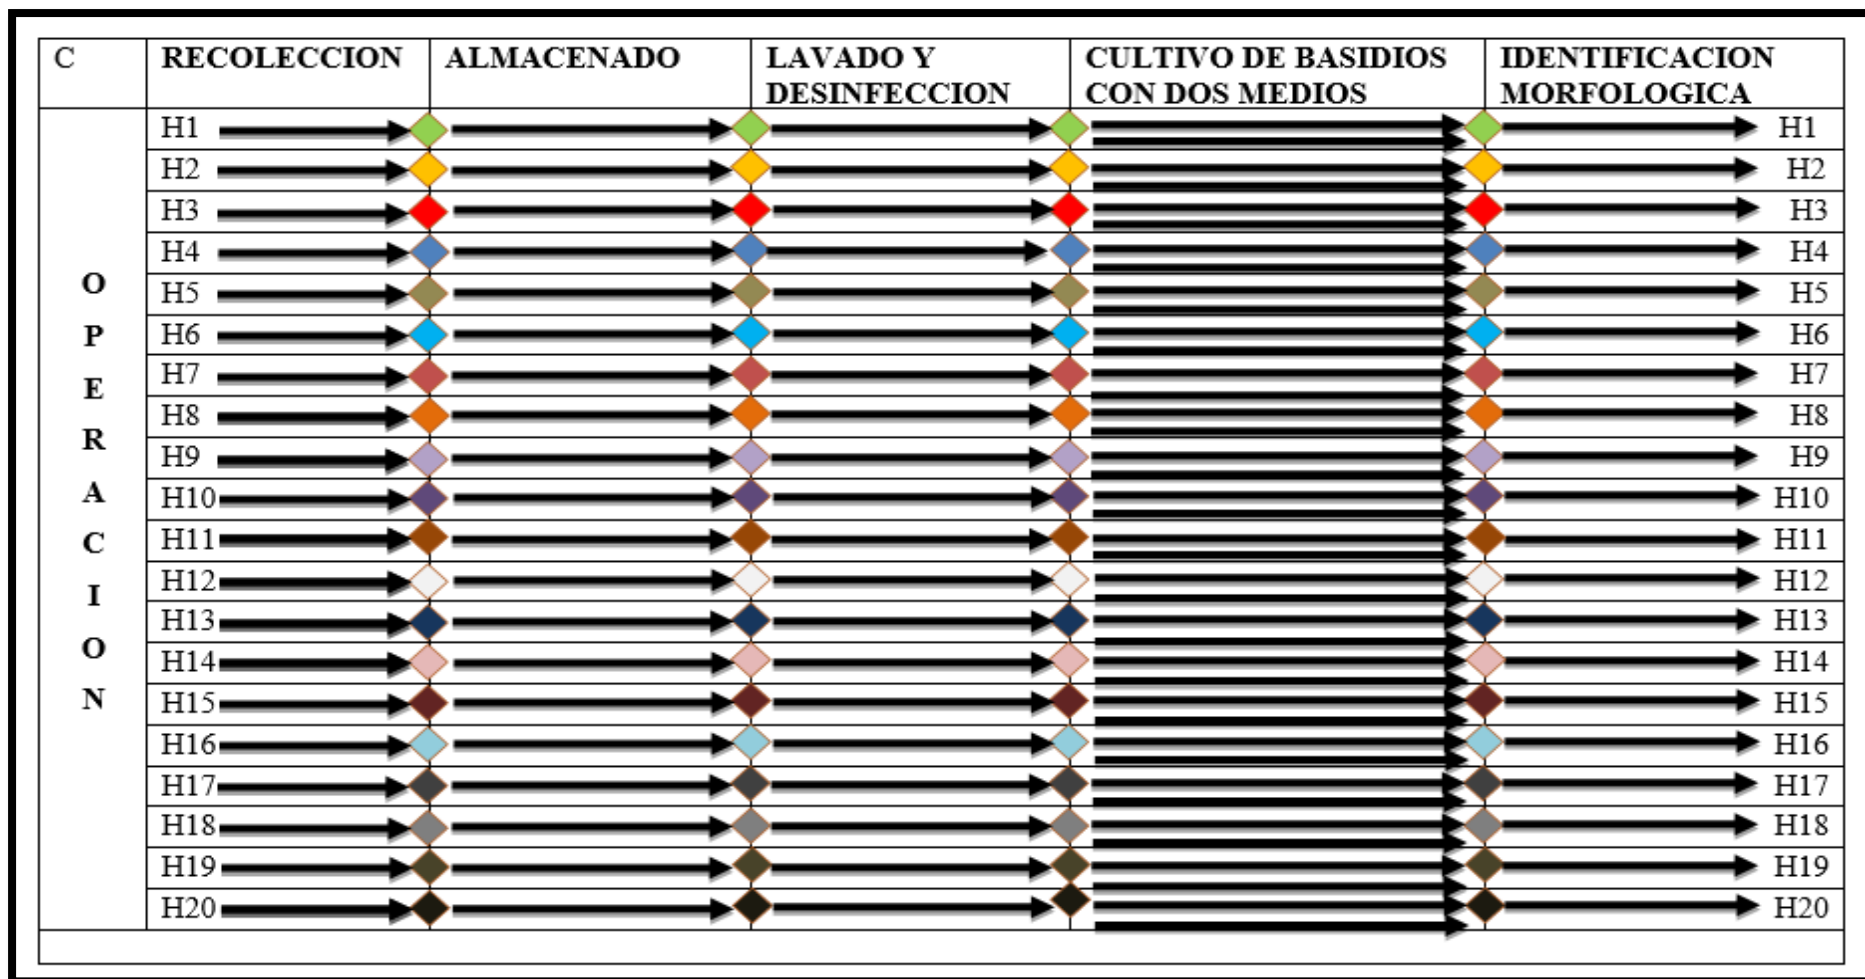 C
RECOLECCION
ALMACENADO
LAVADO Y
DESINFECCION
CULTIVO DE BASIDIOS
CON DOS MEDIOS
IDENTIFICACION
MORFOLOGICA
O
P
E
R
A
C
I
O
N
H1 H1
H2 H2
H3 H3
H4 H4
H5 H5
H6 H6
H7 H7
H8 H8
H9 H9
H10 H10
H11 H11
H12 H12
H13 H13
H14 H14
H15 H15
H16 H16
H17 H17
H18 H18
H19 H19
H20 H20